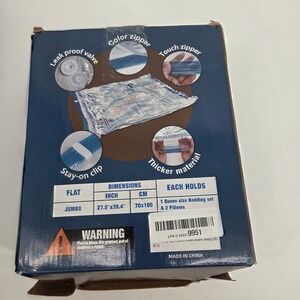 Leak proof valve
Color zipper
Touch zipper
Stay-on clip
Thicker material
FLAT
DIMENSIONS
EACH HOLDS
INCH
CM
JUMBO
27.5"x39.4"
70x100
1 Queen size Bedding set
& 2 Pillows
WARNING
9951
MADE IN CHINA